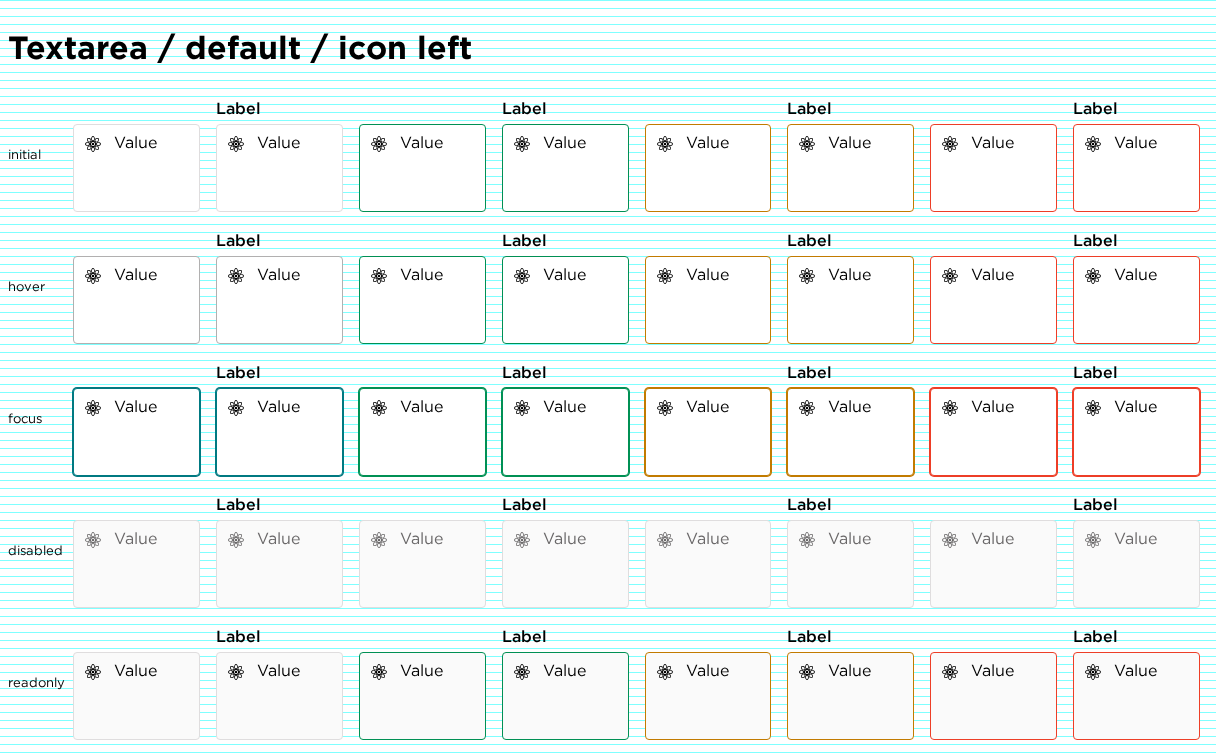 Textarea / default / icon left
Label Label Label Label
initial Value Value Value Value Value Value Value Value
Label Label Label Label
hover Value Value Value Value Value Value Value Value
Label Label Label Label
focus Value Value Value Value Value Value Value Value
Label Label Label Label
disabled Value Value Value Value Value Value Value Value
Label Label Label Label
readonly Value Value Value Value Value Value Value Value